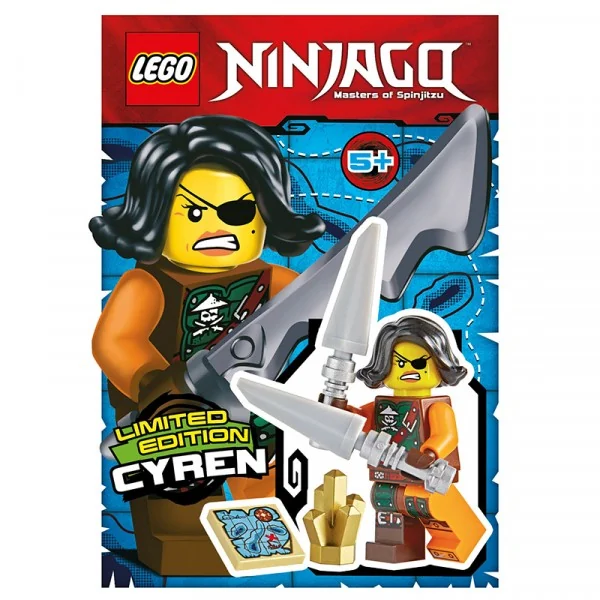 LEGO NINJAGO
Masters of Spinjitzu
5+
LIMITED
EDITION
CYREN